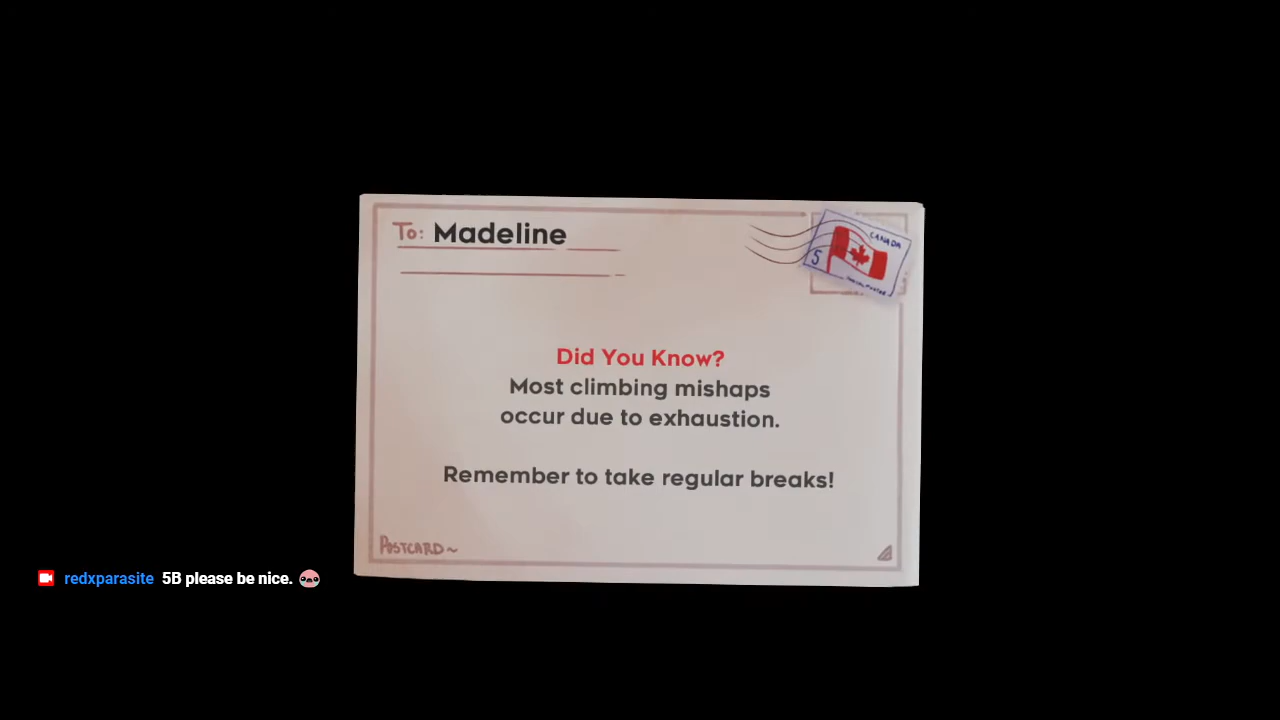 To: Madeline
CANADA
5
Did You Know?
Most climbing mishaps
occur due to exhaustion.
Remember to take regular breaks!
POSTCARD~
redxparasite 5B please be nice.